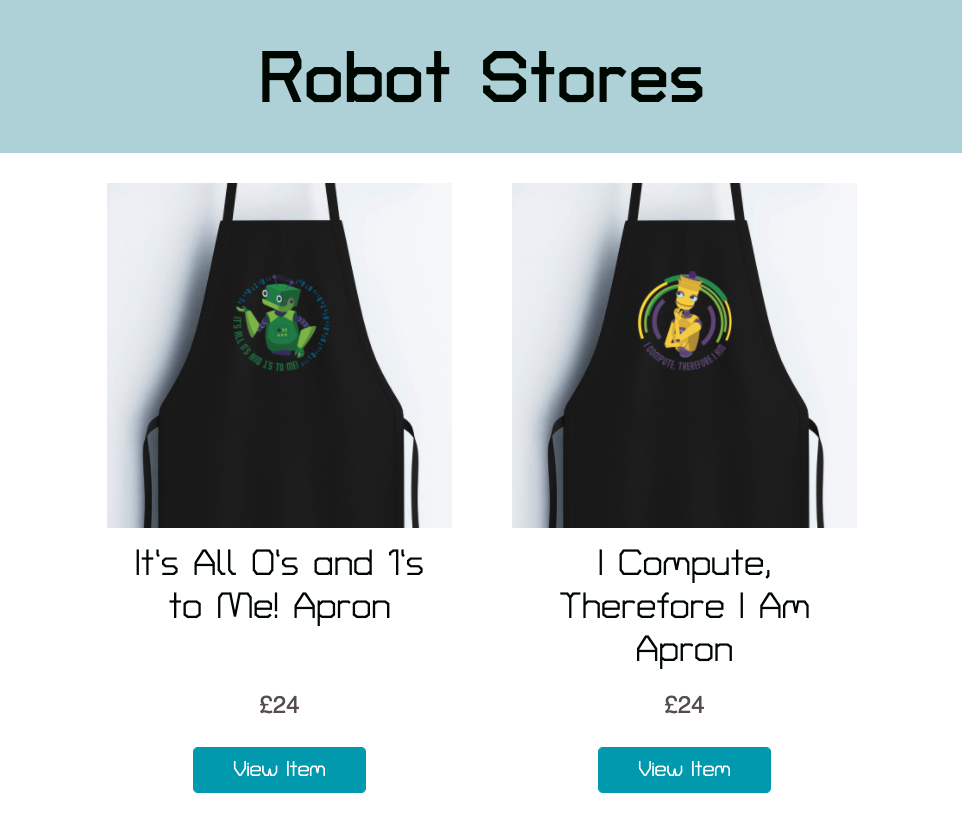 Robot Stores
IT'S ALL 0'S AND 1'S TO ME!
I COMPUTE, THEREFORE I AM
It's All 0's and 1's
to Me! Apron
I Compute,
Therefore I Am
Apron
£24
£24
View Item
View Item